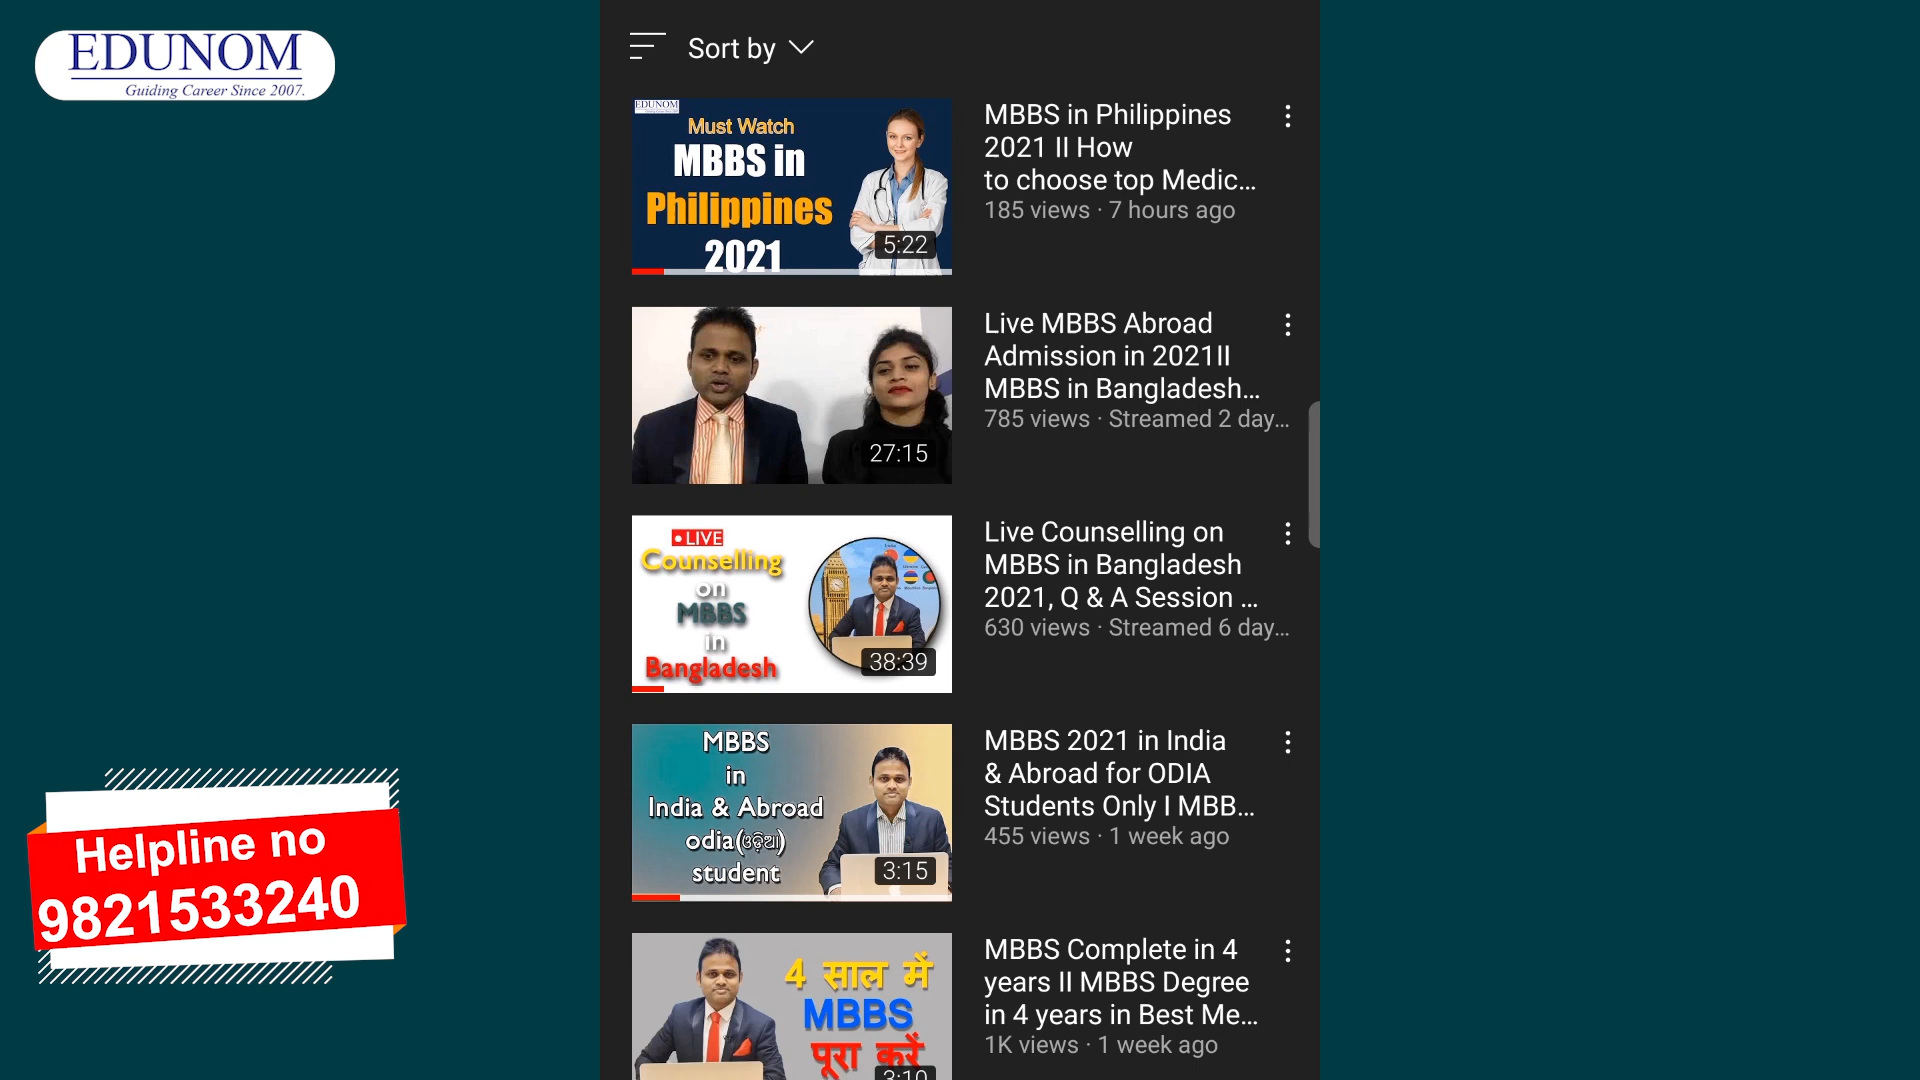 EDUNOM
Guiding Career Since 2007.
Sort by
EDUNOM
Must Watch
MBBS in
Philippines
2021
5:22
MBBS in Philippines
2021 II How
to choose top Medic...
185 views · 7 hours ago
27:15
Live MBBS Abroad
Admission in 2021II
MBBS in Bangladesh...
785 views · Streamed 2 day...
LIVE
Counselling
on
MBBS
in
Bangladesh
38:39
Live Counselling on
MBBS in Bangladesh
2021, Q & A Session ...
630 views · Streamed 6 day...
MBBS
in
India & Abroad
odia(ଓଡ଼ିଆ)
student
3:15
MBBS 2021 in India
& Abroad for ODIA
Students Only I MBB...
455 views · 1 week ago
4 साल में
MBBS
पूरा करें
3:10
MBBS Complete in 4
years II MBBS Degree
in 4 years in Best Me...
1K views · 1 week ago
Helpline no
9821533240